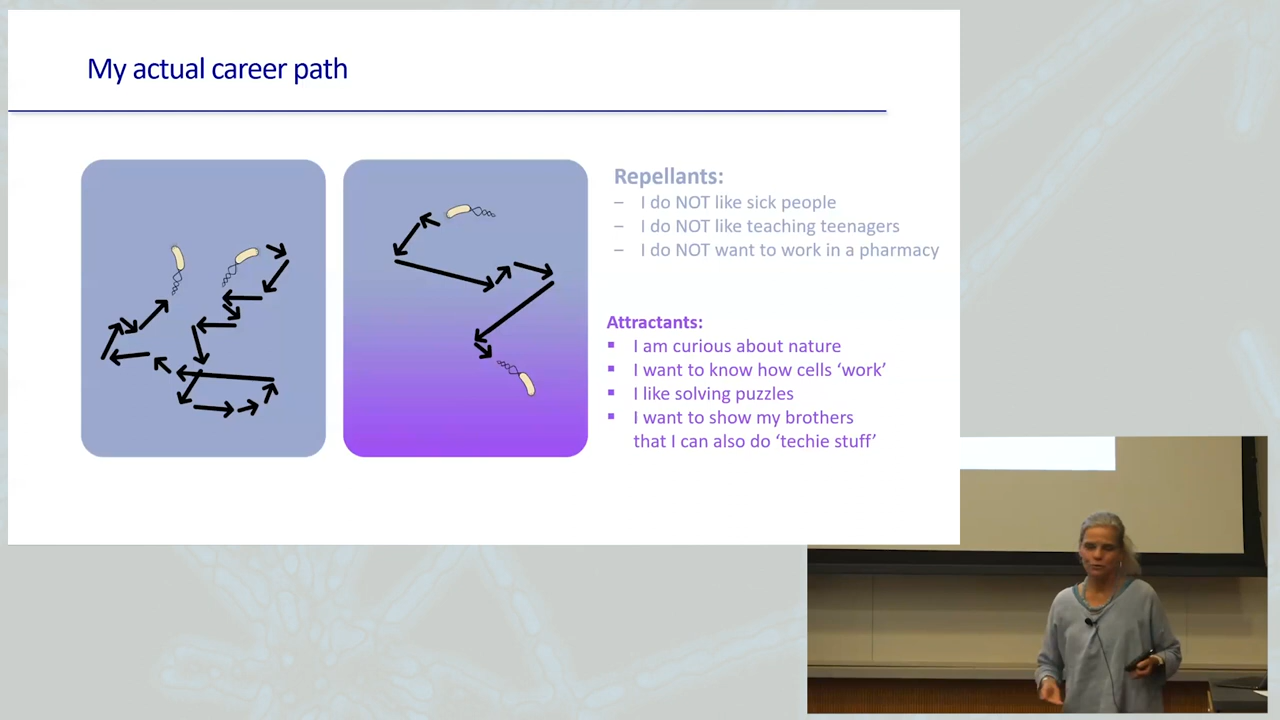 My actual career path
Repellants:
– I do NOT like sick people
– I do NOT like teaching teenagers
– I do NOT want to work in a pharmacy
Attractants:
▪ I am curious about nature
▪ I want to know how cells ‘work’
▪ I like solving puzzles
▪ I want to show my brothers
that I can also do ‘techie stuff’